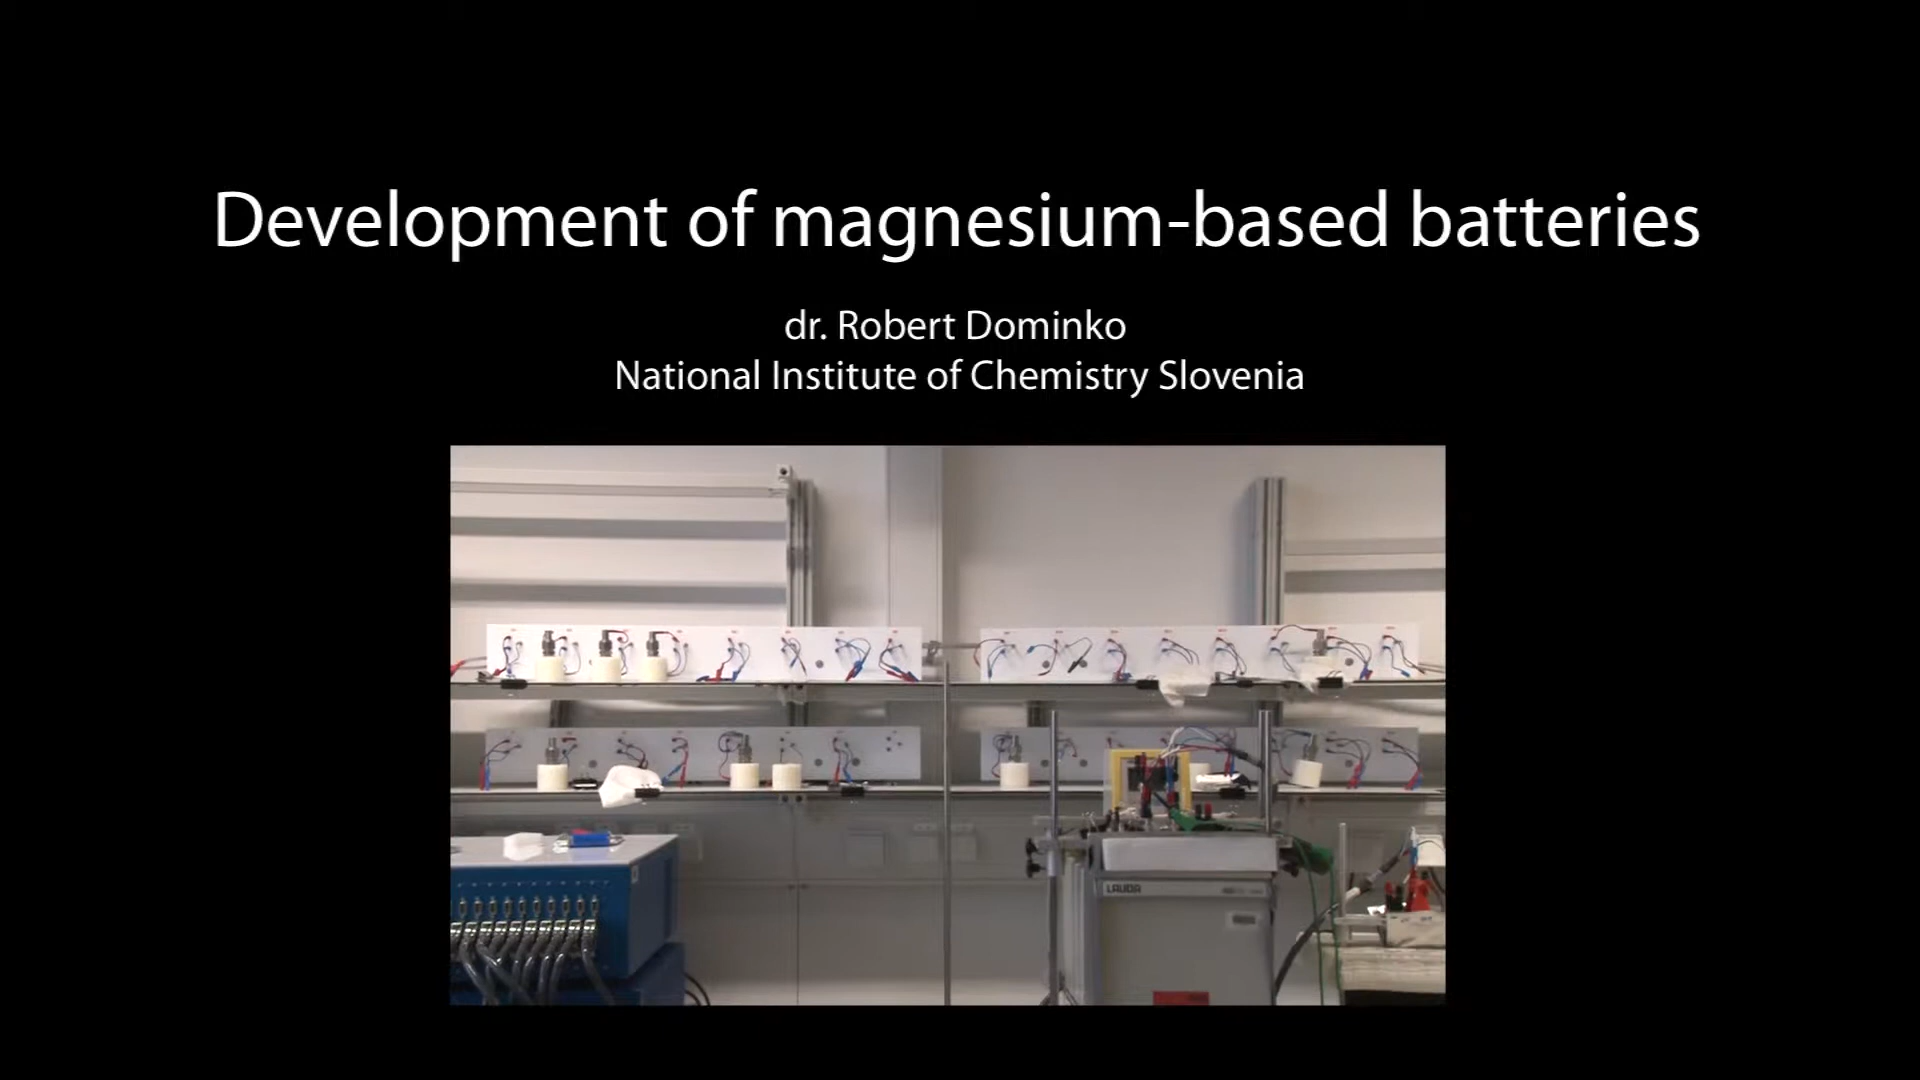 Development of magnesium-based batteries
dr. Robert Dominko
National Institute of Chemistry Slovenia
LAUDA